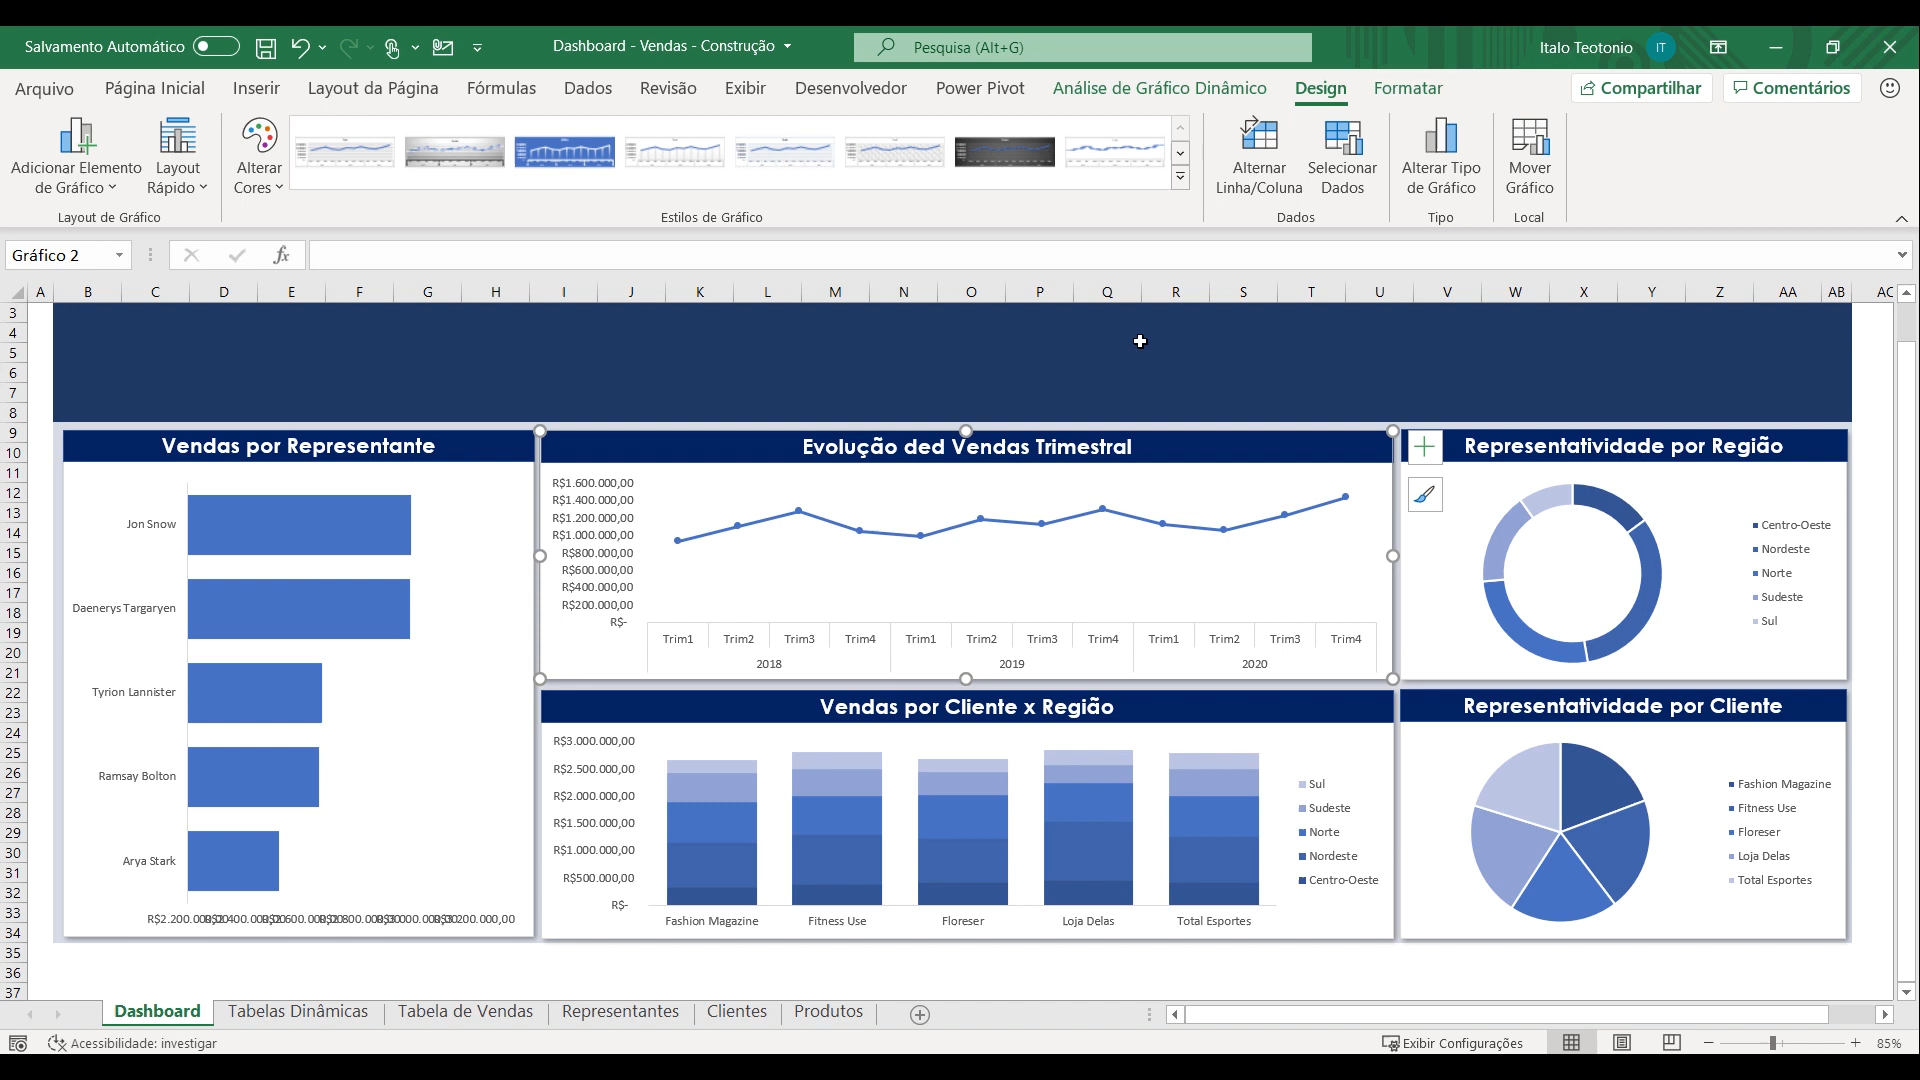 Salvamento Automático
Dashboard - Vendas - Construção
Pesquisa (Alt+G)
Italo Teotonio
IT
Arquivo
Página Inicial
Inserir
Layout da Página
Fórmulas
Dados
Revisão
Exibir
Desenvolvedor
Power Pivot
Análise de Gráfico Dinâmico
Design
Formatar
Compartilhar
Comentários
Adicionar Elemento
de Gráfico
Layout
Rápido
Alterar
Cores
Alternar
Linha/Coluna
Selecionar
Dados
Alterar Tipo
de Gráfico
Mover
Gráfico
Layout de Gráfico
Estilos de Gráfico
Dados
Tipo
Local
Gráfico 2
fx
A B C D E F G H I J K L M N O P Q R S T U V W X Y Z AA AB AC
3
4
5
6
7
8
9
10
11
12
13
14
15
16
17
18
19
20
21
22
23
24
25
26
27
28
29
30
31
32
33
34
35
36
37
Vendas por Representante
Jon Snow
Daenerys Targaryen
Tyrion Lannister
Ramsay Bolton
Arya Stark
Evolução ded Vendas Trimestral
R$1.600.000,00
R$1.400.000,00
R$1.200.000,00
R$1.000.000,00
R$800.000,00
R$600.000,00
R$400.000,00
R$200.000,00
R$-
Trim1 Trim2 Trim3 Trim4 Trim1 Trim2 Trim3 Trim4 Trim1 Trim2 Trim3 Trim4
2018 2019 2020
Representatividade por Região
Centro-Oeste
Nordeste
Norte
Sudeste
Sul
Vendas por Cliente x Região
R$3.000.000,00
R$2.500.000,00
R$2.000.000,00
R$1.500.000,00
R$1.000.000,00
R$500.000,00
R$-
Fashion Magazine Fitness Use Floreser Loja Delas Total Esportes
Sul
Sudeste
Norte
Nordeste
Centro-Oeste
Representatividade por Cliente
Fashion Magazine
Fitness Use
Floreser
Loja Delas
Total Esportes
Dashboard
Tabelas Dinâmicas
Tabela de Vendas
Representantes
Clientes
Produtos
Acessibilidade: investigar
Exibir Configurações
85%